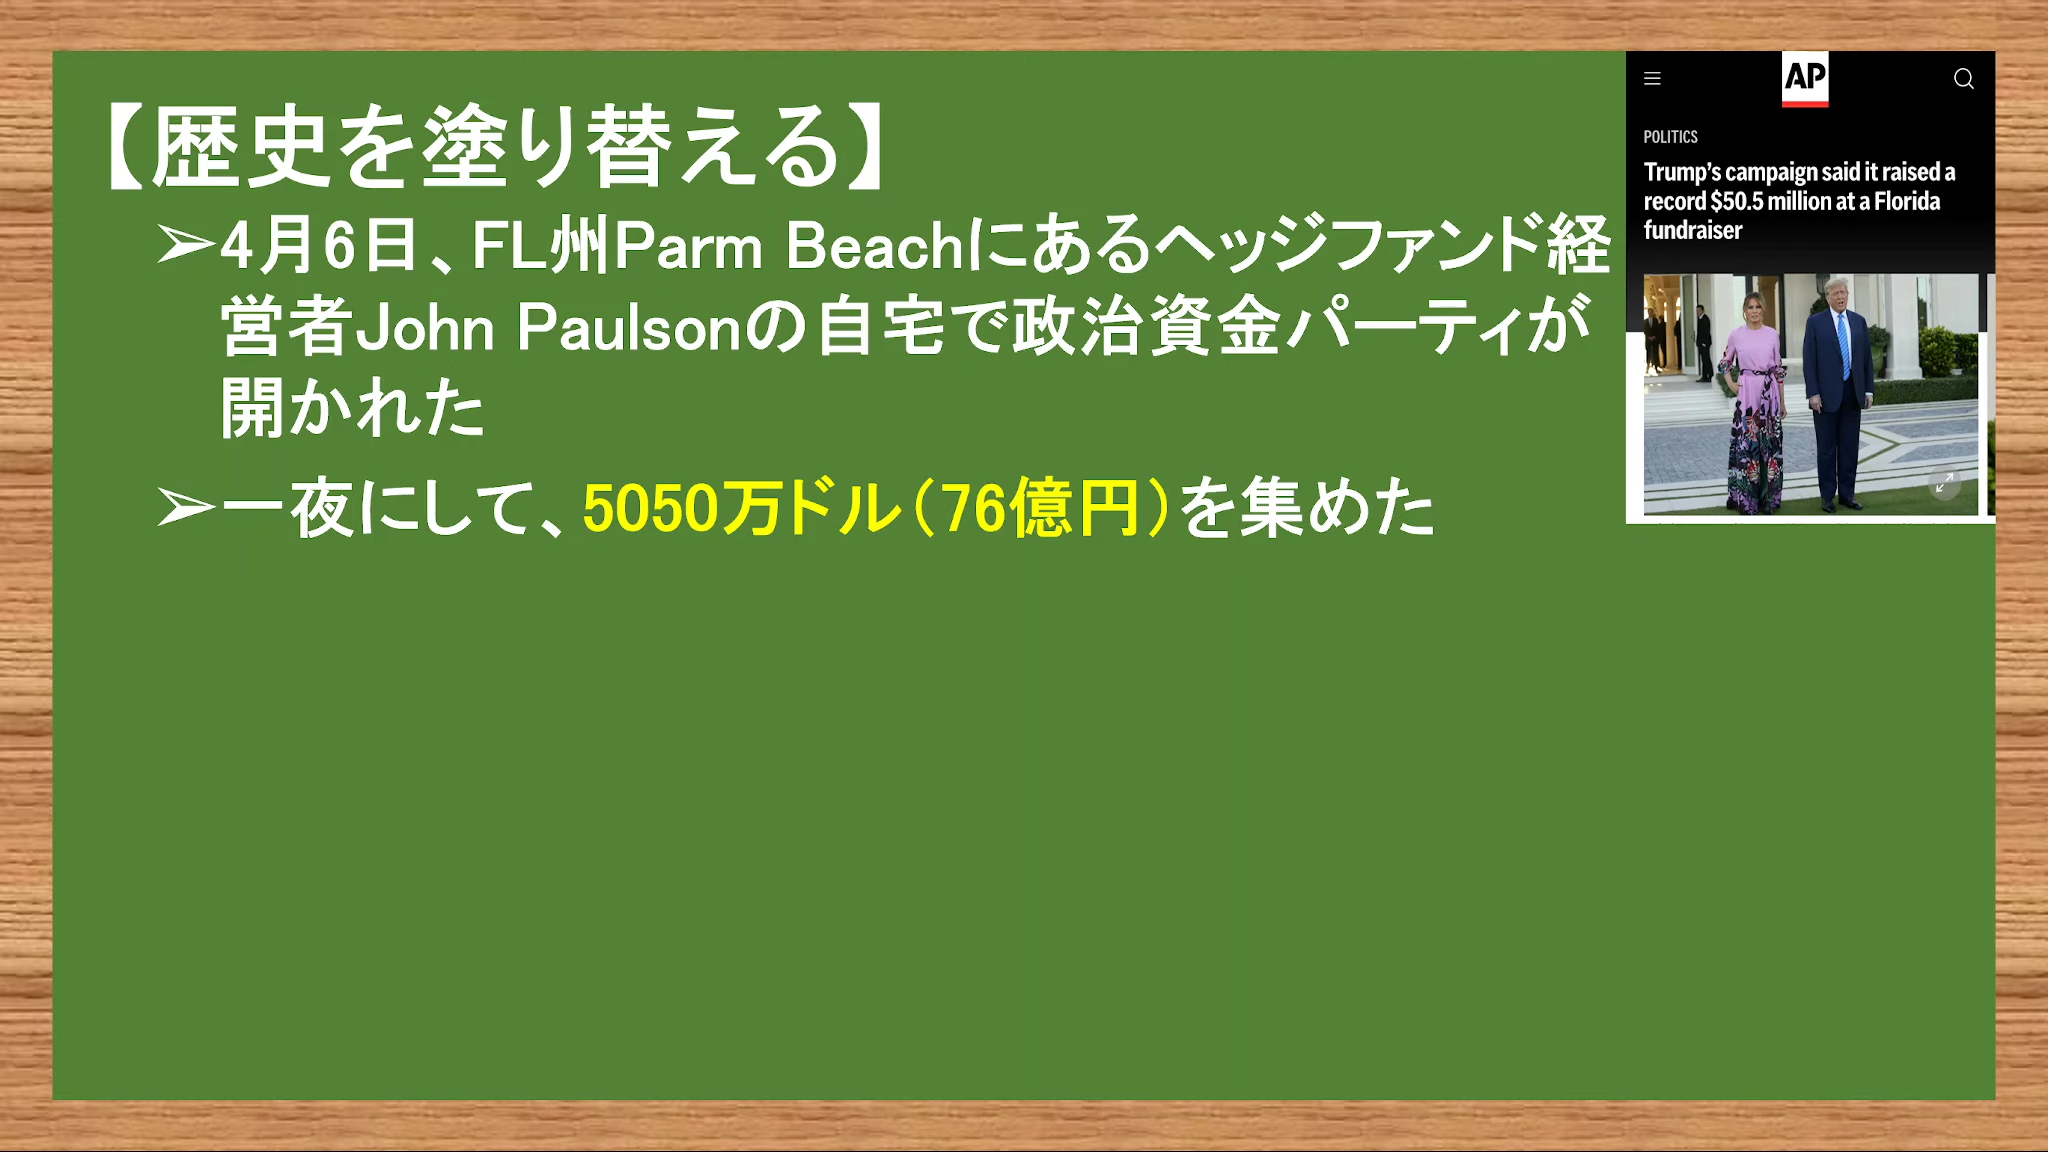 【歴史を塗り替える】
➢4月6日、FL州Parm Beachにあるヘッジファンド経
営者John Paulsonの自宅で政治資金パーティが
開かれた
➢一夜にして、5050万ドル（76億円）を集めた
AP
POLITICS
Trump's campaign said it raised a
record $50.5 million at a Florida
fundraiser